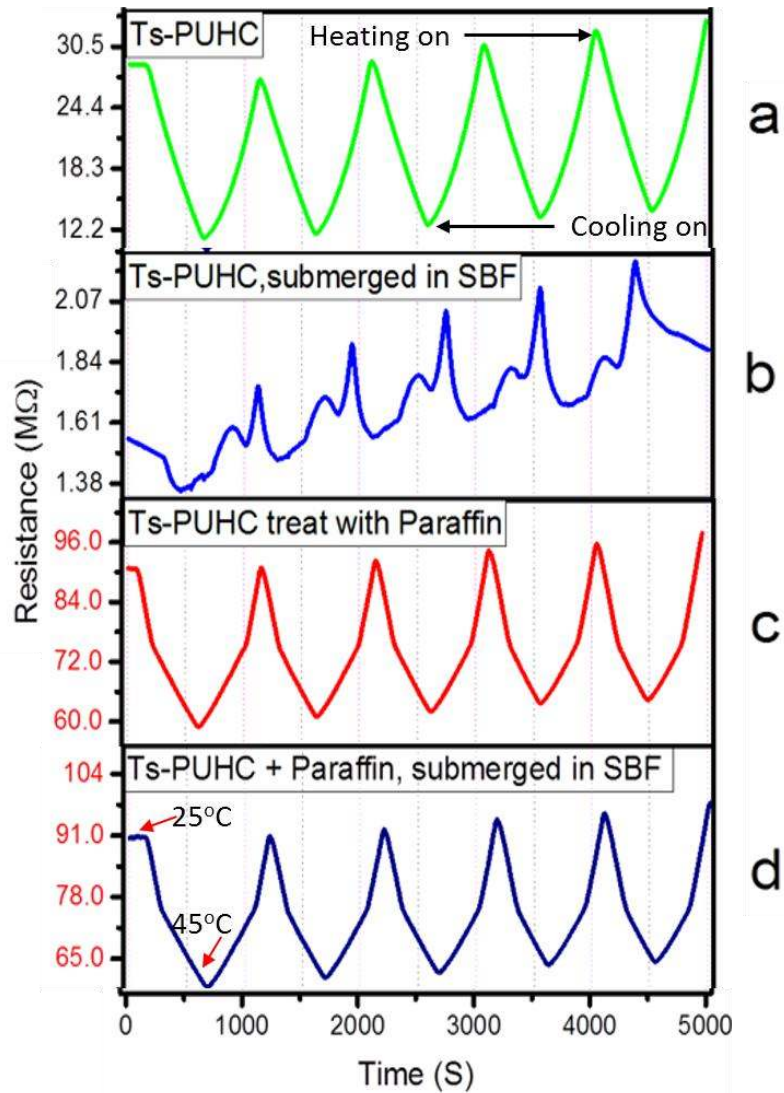 Ts-PUHC
Heating on
30.5
24.4
18.3
12.2
Cooling on
a
Ts-PUHC,submerged in SBF
2.07
1.84
1.61
1.38
b
Resistance (MΩ)
Ts-PUHC treat with Paraffin
96.0
84.0
72.0
60.0
c
Ts-PUHC + Paraffin, submerged in SBF
104
91.0
78.0
65.0
25°C
45°C
d
0 1000 2000 3000 4000 5000
Time (S)